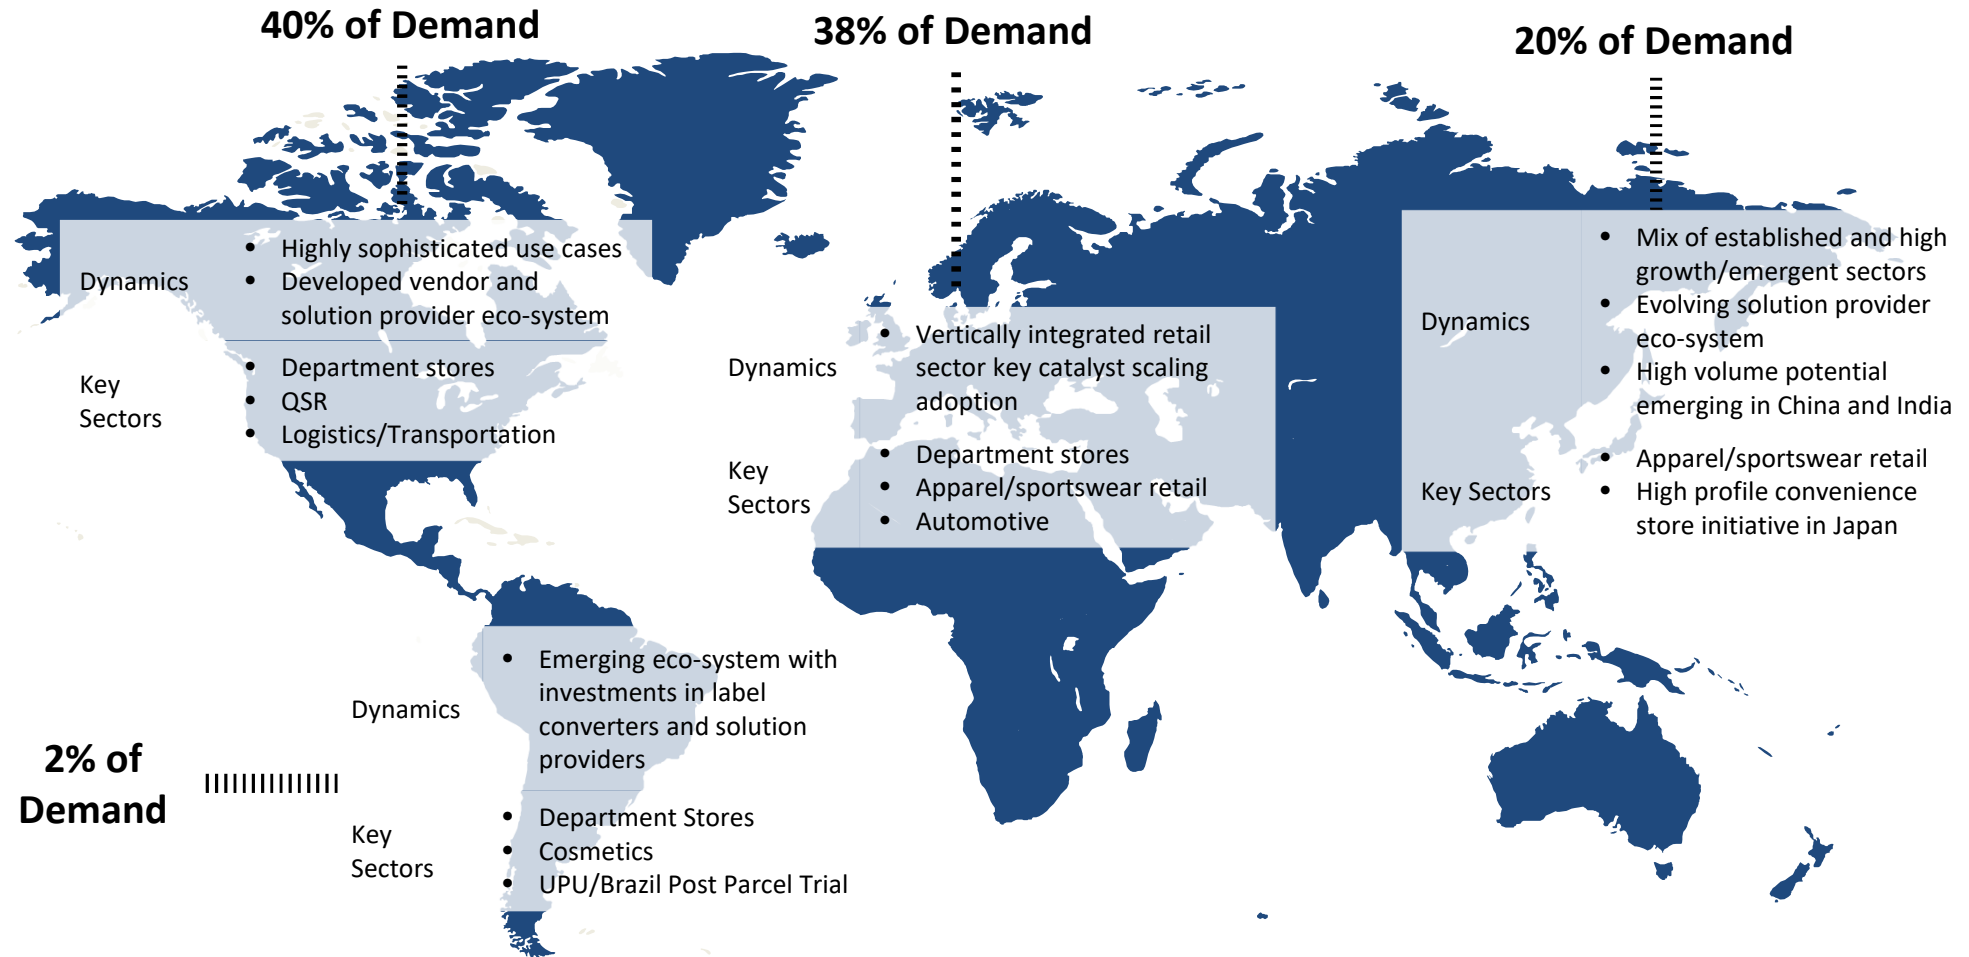 40% of Demand
38% of Demand
20% of Demand
Dynamics
• Highly sophisticated use cases
• Developed vendor and
solution provider eco-system
Key
Sectors
• Department stores
• QSR
• Logistics/Transportation
Dynamics
• Vertically integrated retail
sector key catalyst scaling
adoption
Key
Sectors
• Department stores
• Apparel/sportswear retail
• Automotive
Dynamics
• Mix of established and high
growth/emergent sectors
• Evolving solution provider
eco-system
• High volume potential
emerging in China and India
Key Sectors
• Apparel/sportswear retail
• High profile convenience
store initiative in Japan
2% of
Demand
Dynamics
• Emerging eco-system with
investments in label
converters and solution
providers
Key
Sectors
• Department Stores
• Cosmetics
• UPU/Brazil Post Parcel Trial